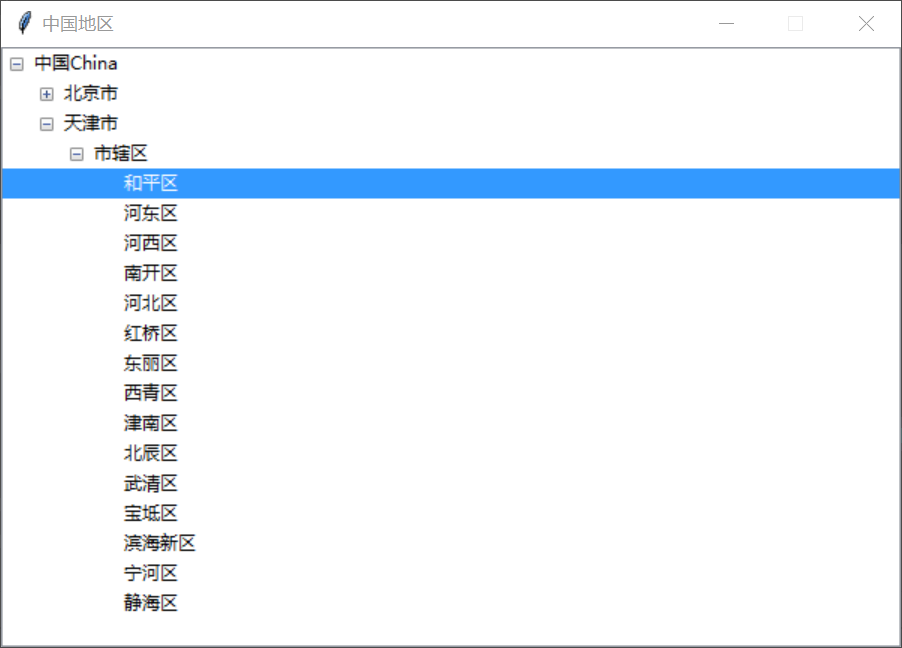 中国地区
中国China
北京市
天津市
市辖区
和平区
河东区
河西区
南开区
河北区
红桥区
东丽区
西青区
津南区
北辰区
武清区
宝坻区
滨海新区
宁河区
静海区